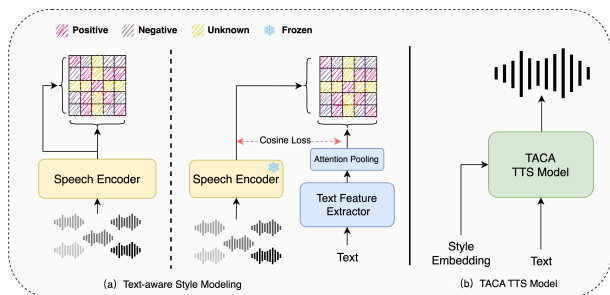 Positive Negative Unknown Frozen
Cosine Loss
Attention Pooling
Speech Encoder
Speech Encoder
Text Feature
Extractor
Text
(a) Text-aware Style Modeling
TACA
TTS Model
Style
Embedding
Text
(b) TACA TTS Model